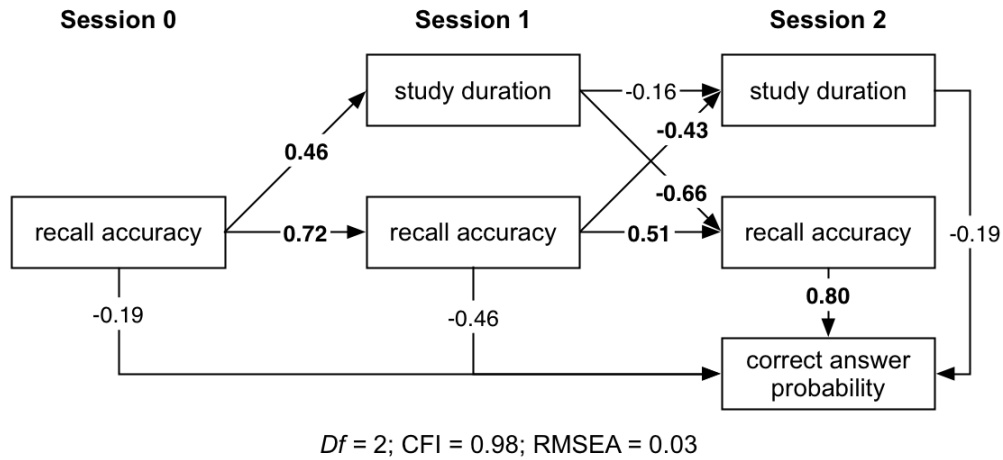 Session 0
Session 1
Session 2
study duration
-0.16
study duration
-0.43
0.46
-0.66
recall accuracy
0.72
recall accuracy
0.51
recall accuracy
-0.19
-0.19
-0.46
0.80
correct answer
probability
Df = 2; CFI = 0.98; RMSEA = 0.03